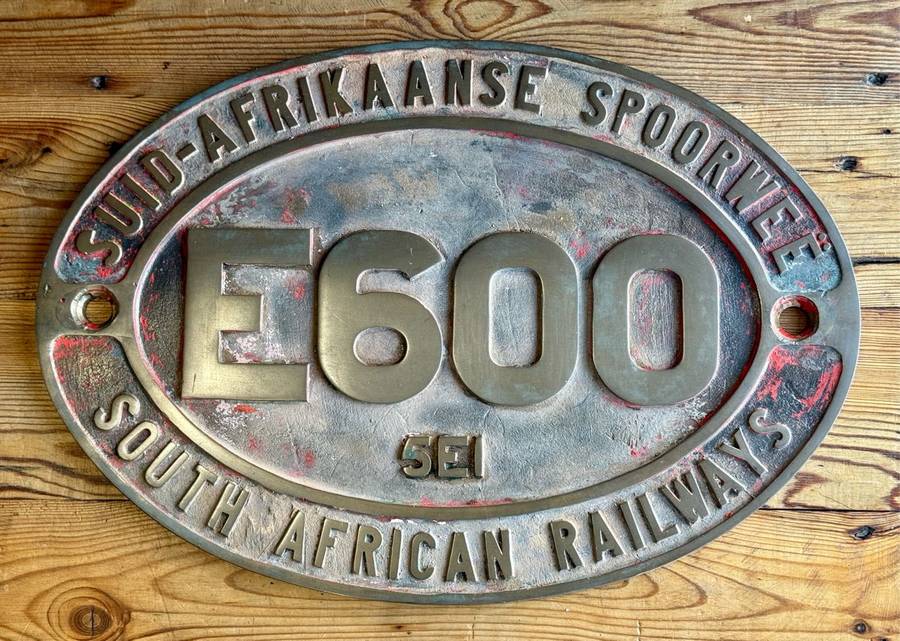 SUID-AFRIKAANSE SPOORWEË
E600
5E1
SOUTH AFRICAN RAILWAYS